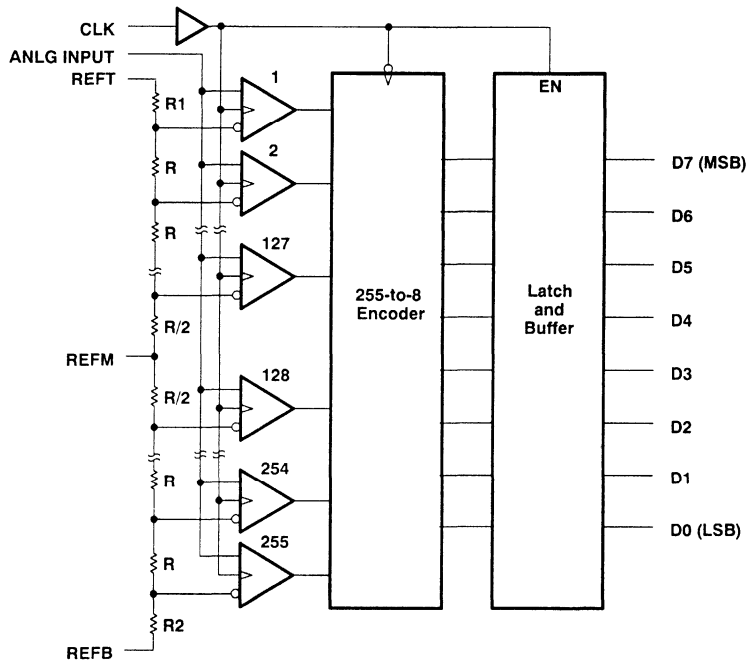 CLK
ANLG INPUT
REFT
R1
R
R
R/2
REFM
R/2
R
R
R2
REFB
1
2
127
128
254
255
255-to-8
Encoder
EN
Latch
and
Buffer
D7 (MSB)
D6
D5
D4
D3
D2
D1
D0 (LSB)